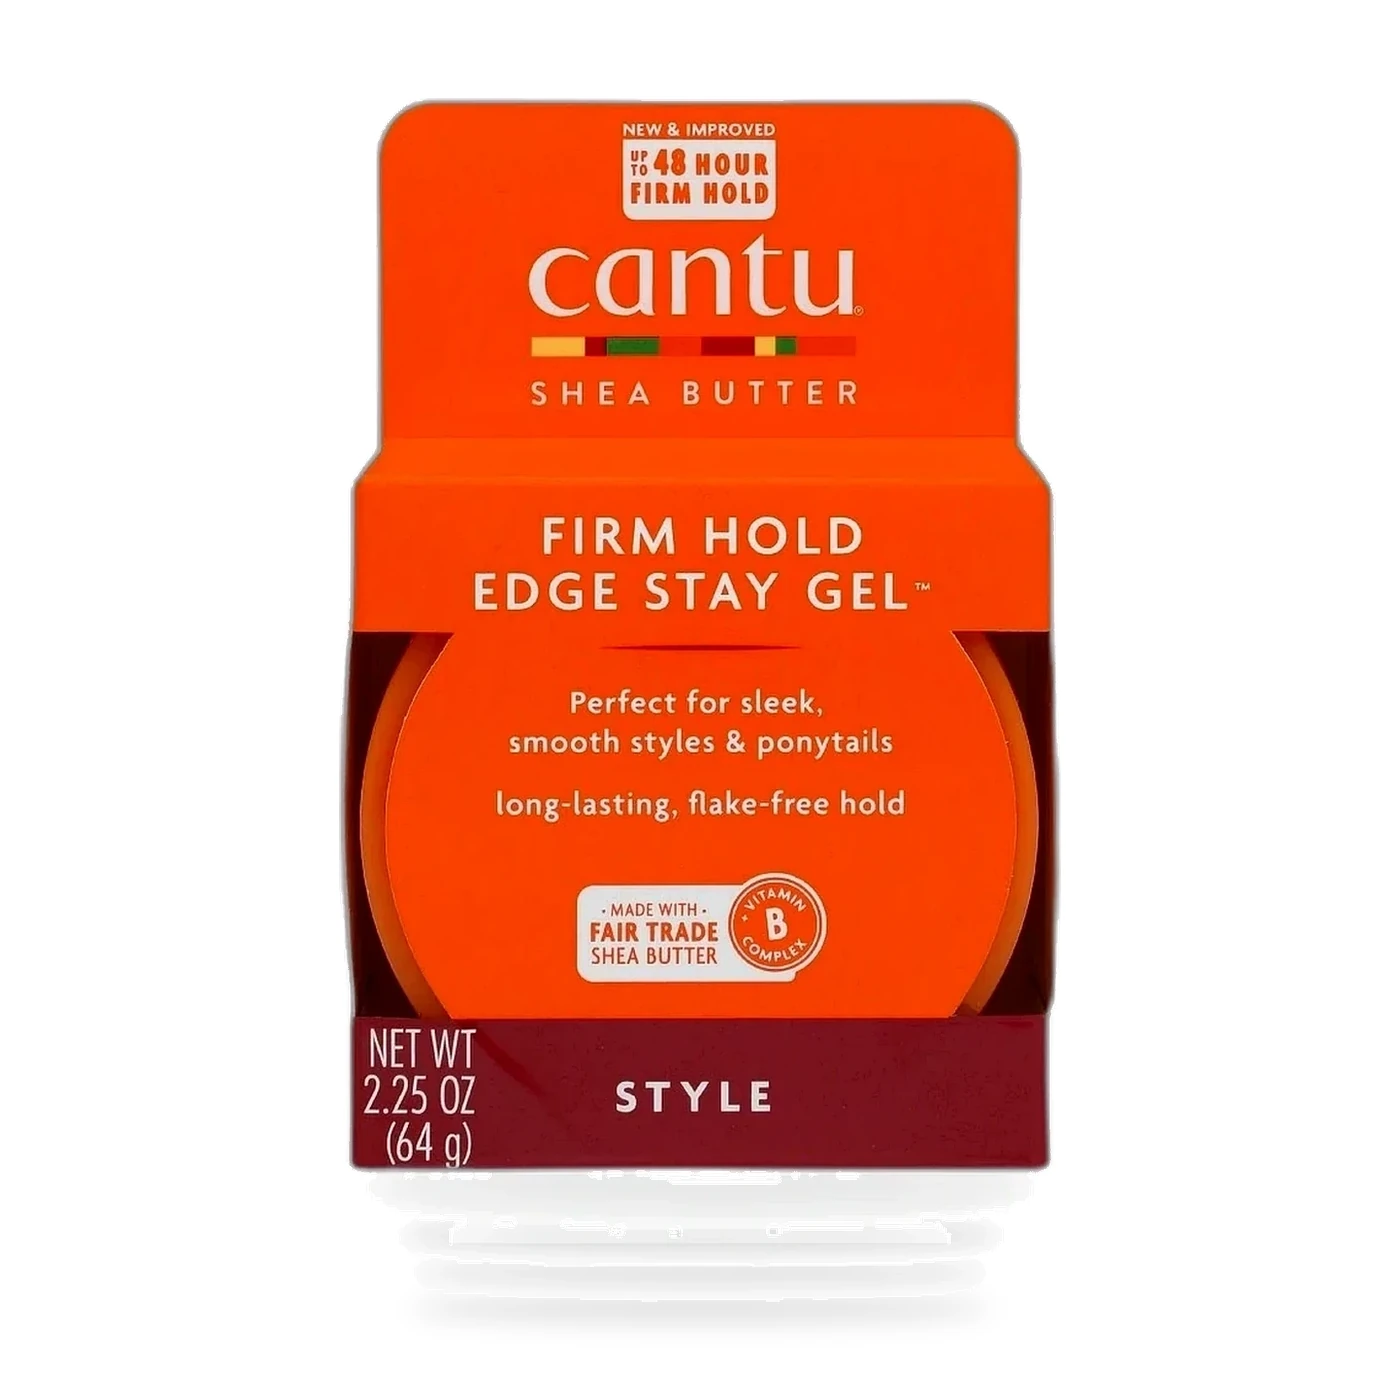 NEW & IMPROVED
UP TO 48 HOUR
FIRM HOLD
cantu®
SHEA BUTTER
FIRM HOLD
EDGE STAY GEL™
Perfect for sleek,
smooth styles & ponytails
long-lasting, flake-free hold
• MADE WITH •
FAIR TRADE
SHEA BUTTER
VITAMIN
B
COMPLEX
NET WT
2.25 OZ
(64 g)
STYLE